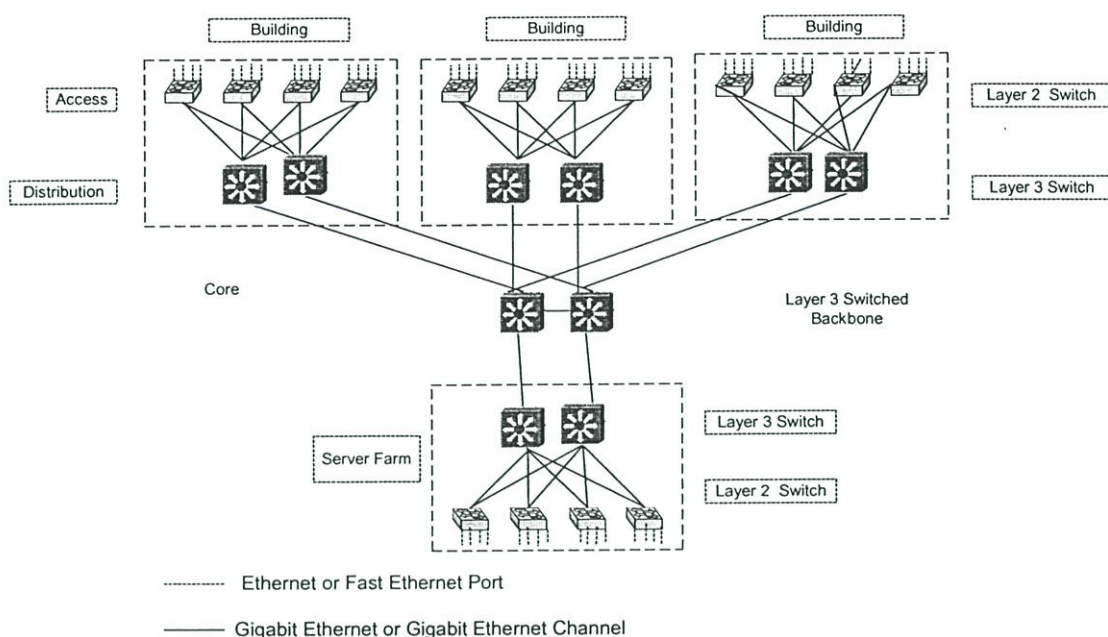 Building
Building
Building
Access
Layer 2 Switch
Distribution
Layer 3 Switch
Core
Layer 3 Switched
Backbone
Layer 3 Switch
Server Farm
Layer 2 Switch
Ethernet or Fast Ethernet Port
Gigabit Ethernet or Gigabit Ethernet Channel